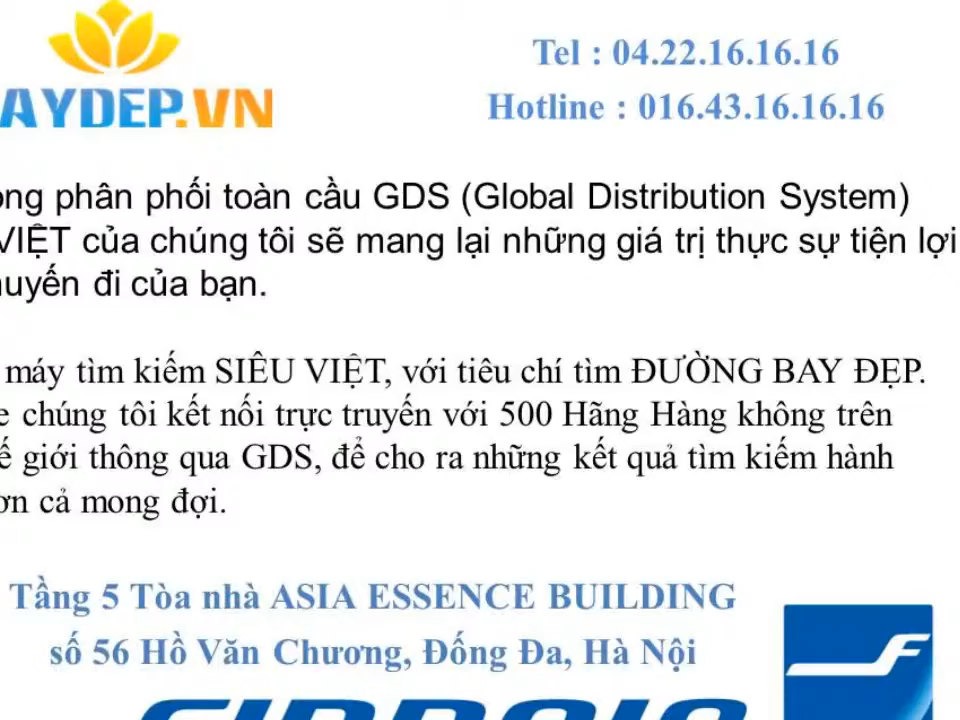 AYDEP.VN
Tel : 04.22.16.16.16
Hotline : 016.43.16.16.16
ong phân phối toàn cầu GDS (Global Distribution System)
VIỆT của chúng tôi sẽ mang lại những giá trị thực sự tiện lợi
huyến đi của bạn.
máy tìm kiếm SIÊU VIỆT, với tiêu chí tìm ĐƯỜNG BAY ĐẸP.
e chúng tôi kết nối trực truyến với 500 Hãng Hàng không trên
ế giới thông qua GDS, để cho ra những kết quả tìm kiếm hành
ơn cả mong đợi.
Tầng 5 Tòa nhà ASIA ESSENCE BUILDING
số 56 Hồ Văn Chương, Đống Đa, Hà Nội